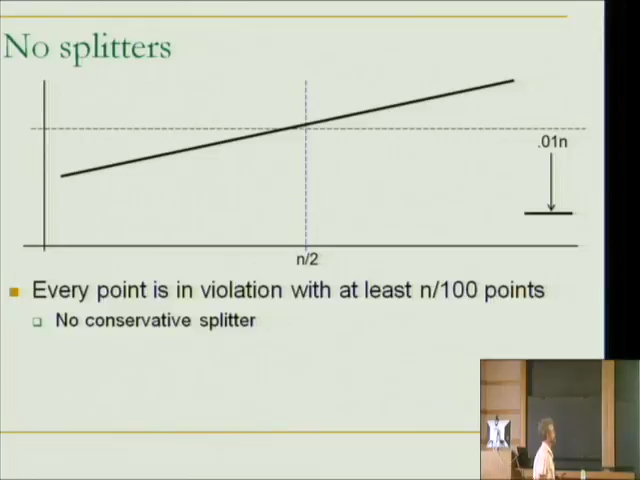 No splitters
.01n
n/2
Every point is in violation with at least n/100 points
No conservative splitter